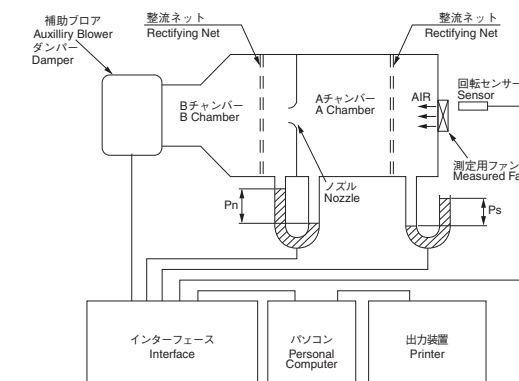 補助ブロア
Auxilliry Blower
ダンパー
Damper
整流ネット
Rectifying Net
整流ネット
Rectifying Net
Bチャンバー
B Chamber
Aチャンバー
A Chamber
AIR
回転センサー
Sensor
測定用ファン
Measured Fa
ノズル
Nozzle
Pn
Ps
インターフェース
Interface
パソコン
Personal
Computer
出力装置
Printer